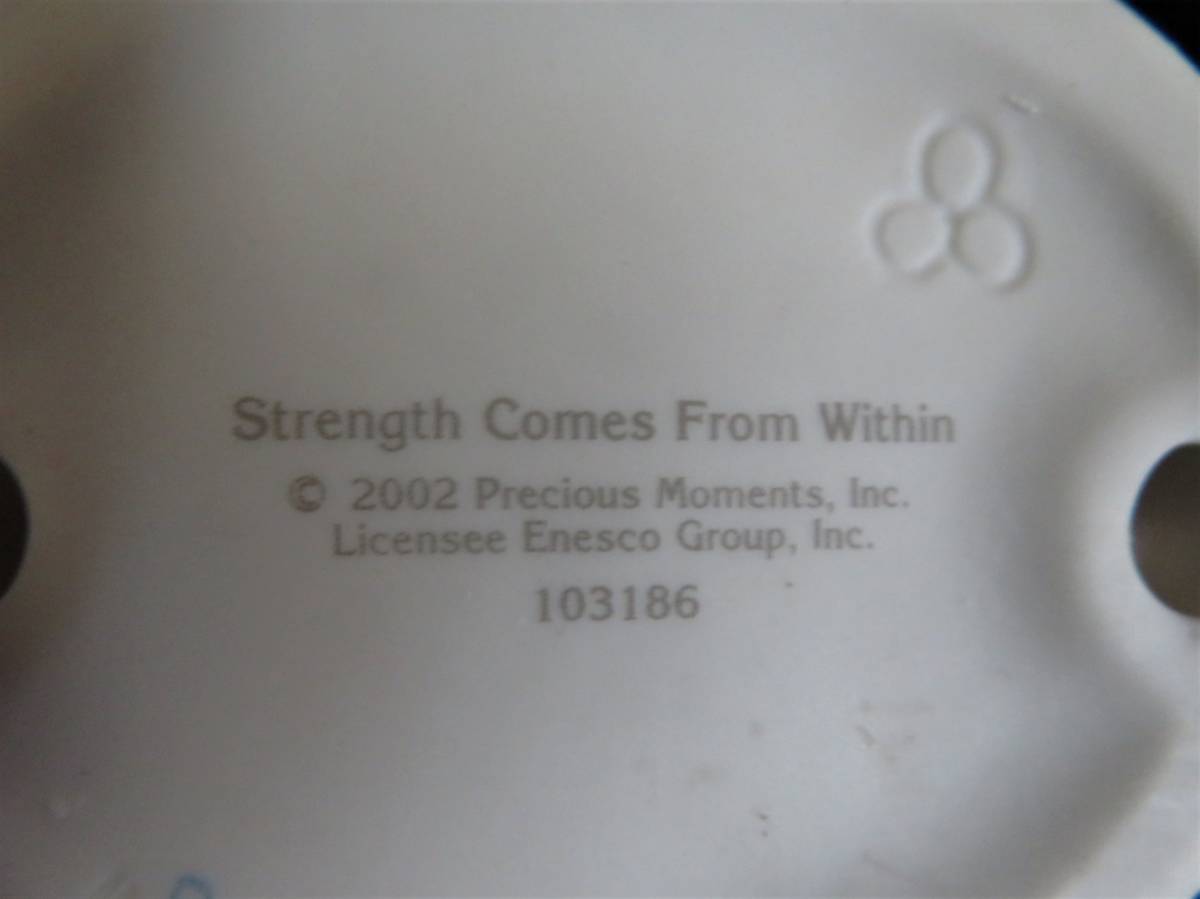 Strength Comes From Within
© 2002 Precious Moments, Inc.
Licensee Enesco Group, Inc.
103186